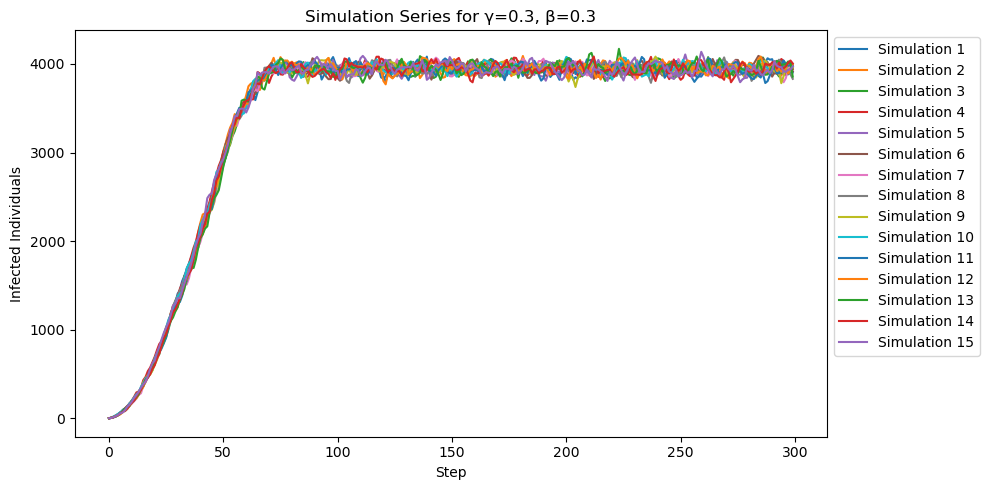 Simulation Series for γ=0.3, β=0.3
Infected Individuals
4000
3000
2000
1000
0
0 50 100 150 200 250 300
Step
Simulation 1
Simulation 2
Simulation 3
Simulation 4
Simulation 5
Simulation 6
Simulation 7
Simulation 8
Simulation 9
Simulation 10
Simulation 11
Simulation 12
Simulation 13
Simulation 14
Simulation 15